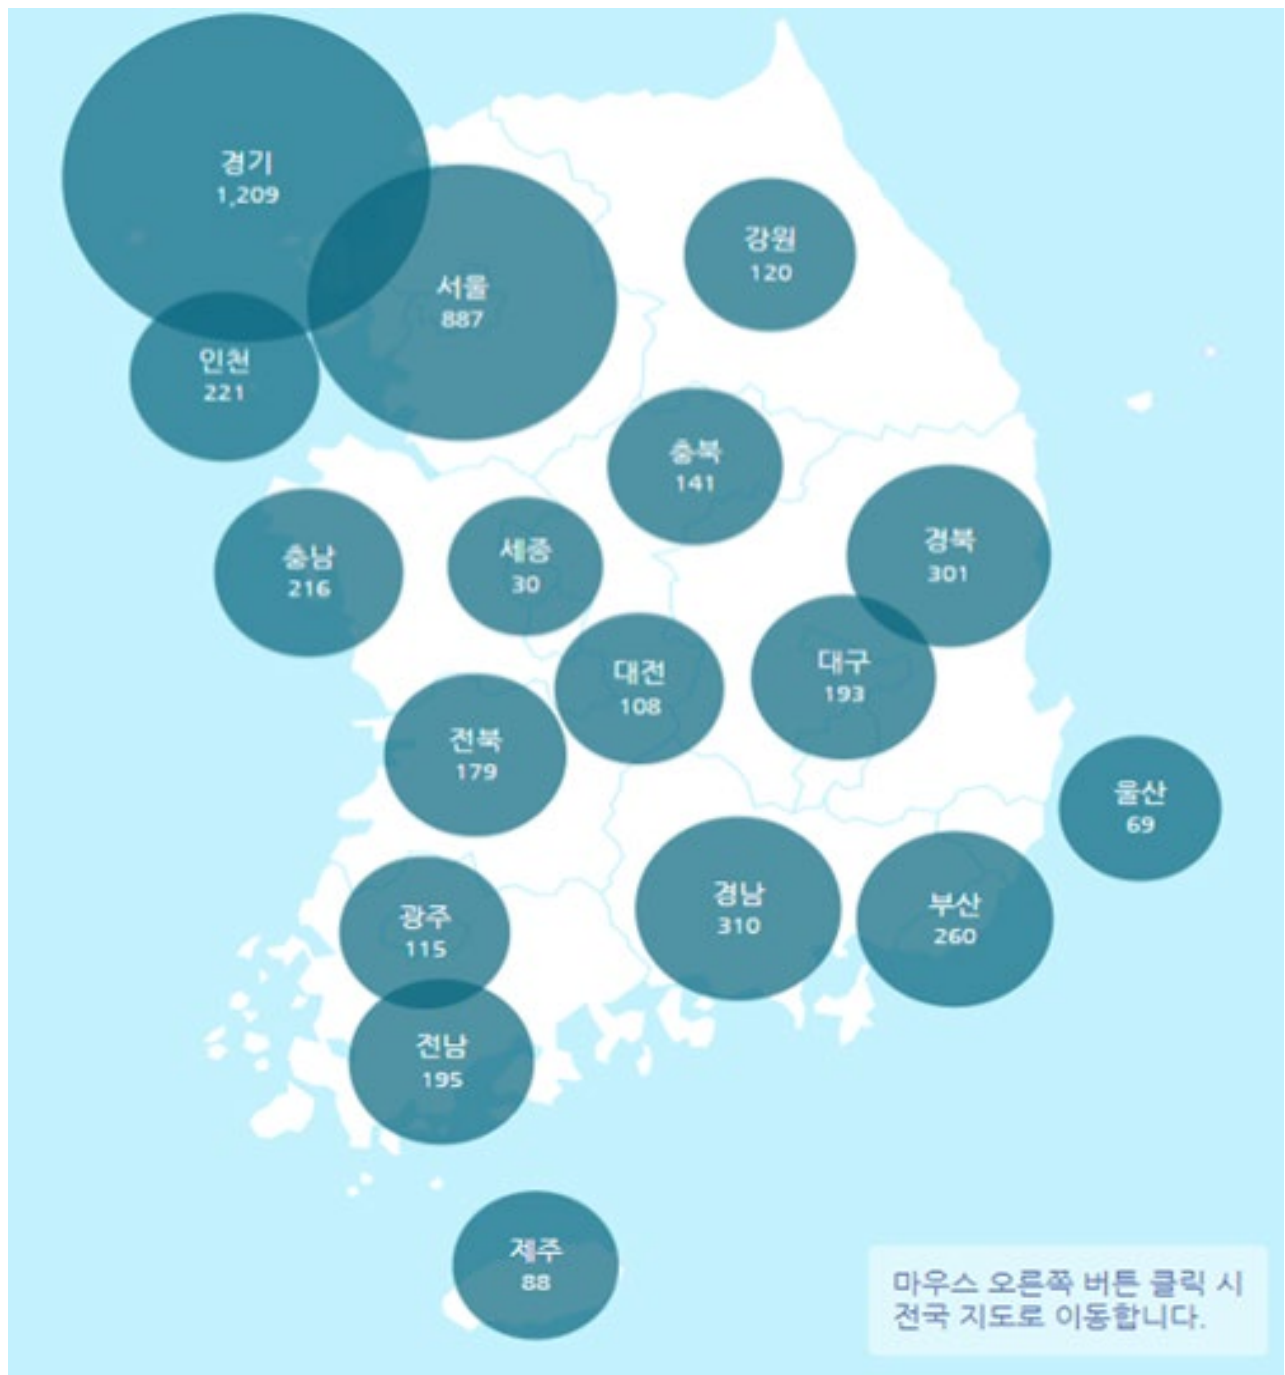 경기
1,209
서울
887
강원
120
인천
221
충북
141
충남
216
세종
30
경북
301
대전
108
대구
193
전북
179
울산
69
경남
310
부산
260
광주
115
전남
195
제주
88
마우스 오른쪽 버튼 클릭 시
전국 지도로 이동합니다.